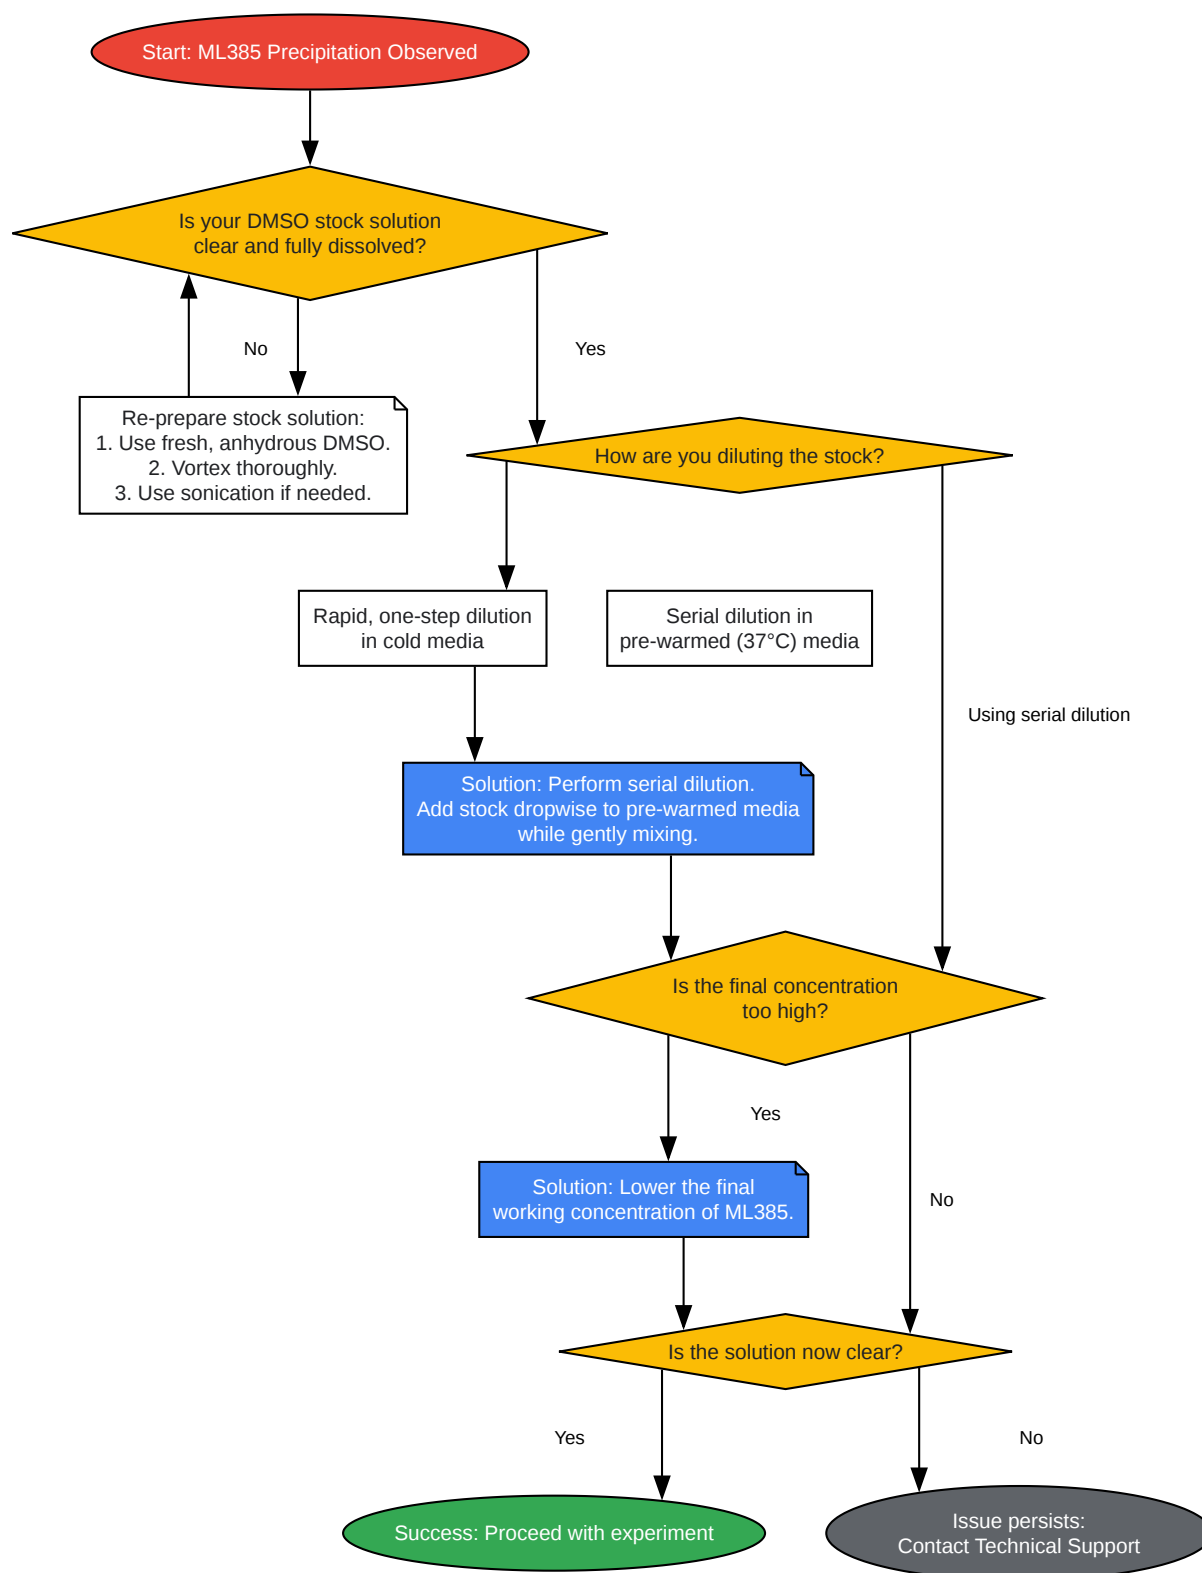 Start: ML385 Precipitation Observed
Is your DMSO stock solution
clear and fully dissolved?
No
Yes
Re-prepare stock solution:
1. Use fresh, anhydrous DMSO.
2. Vortex thoroughly.
3. Use sonication if needed.
How are you diluting the stock?
Rapid, one-step dilution
in cold media
Serial dilution in
pre-warmed (37°C) media
Using serial dilution
Solution: Perform serial dilution.
Add stock dropwise to pre-warmed media
while gently mixing.
Is the final concentration
too high?
Yes
Solution: Lower the final
working concentration of ML385.
No
Is the solution now clear?
Yes
No
Success: Proceed with experiment
Issue persists:
Contact Technical Support